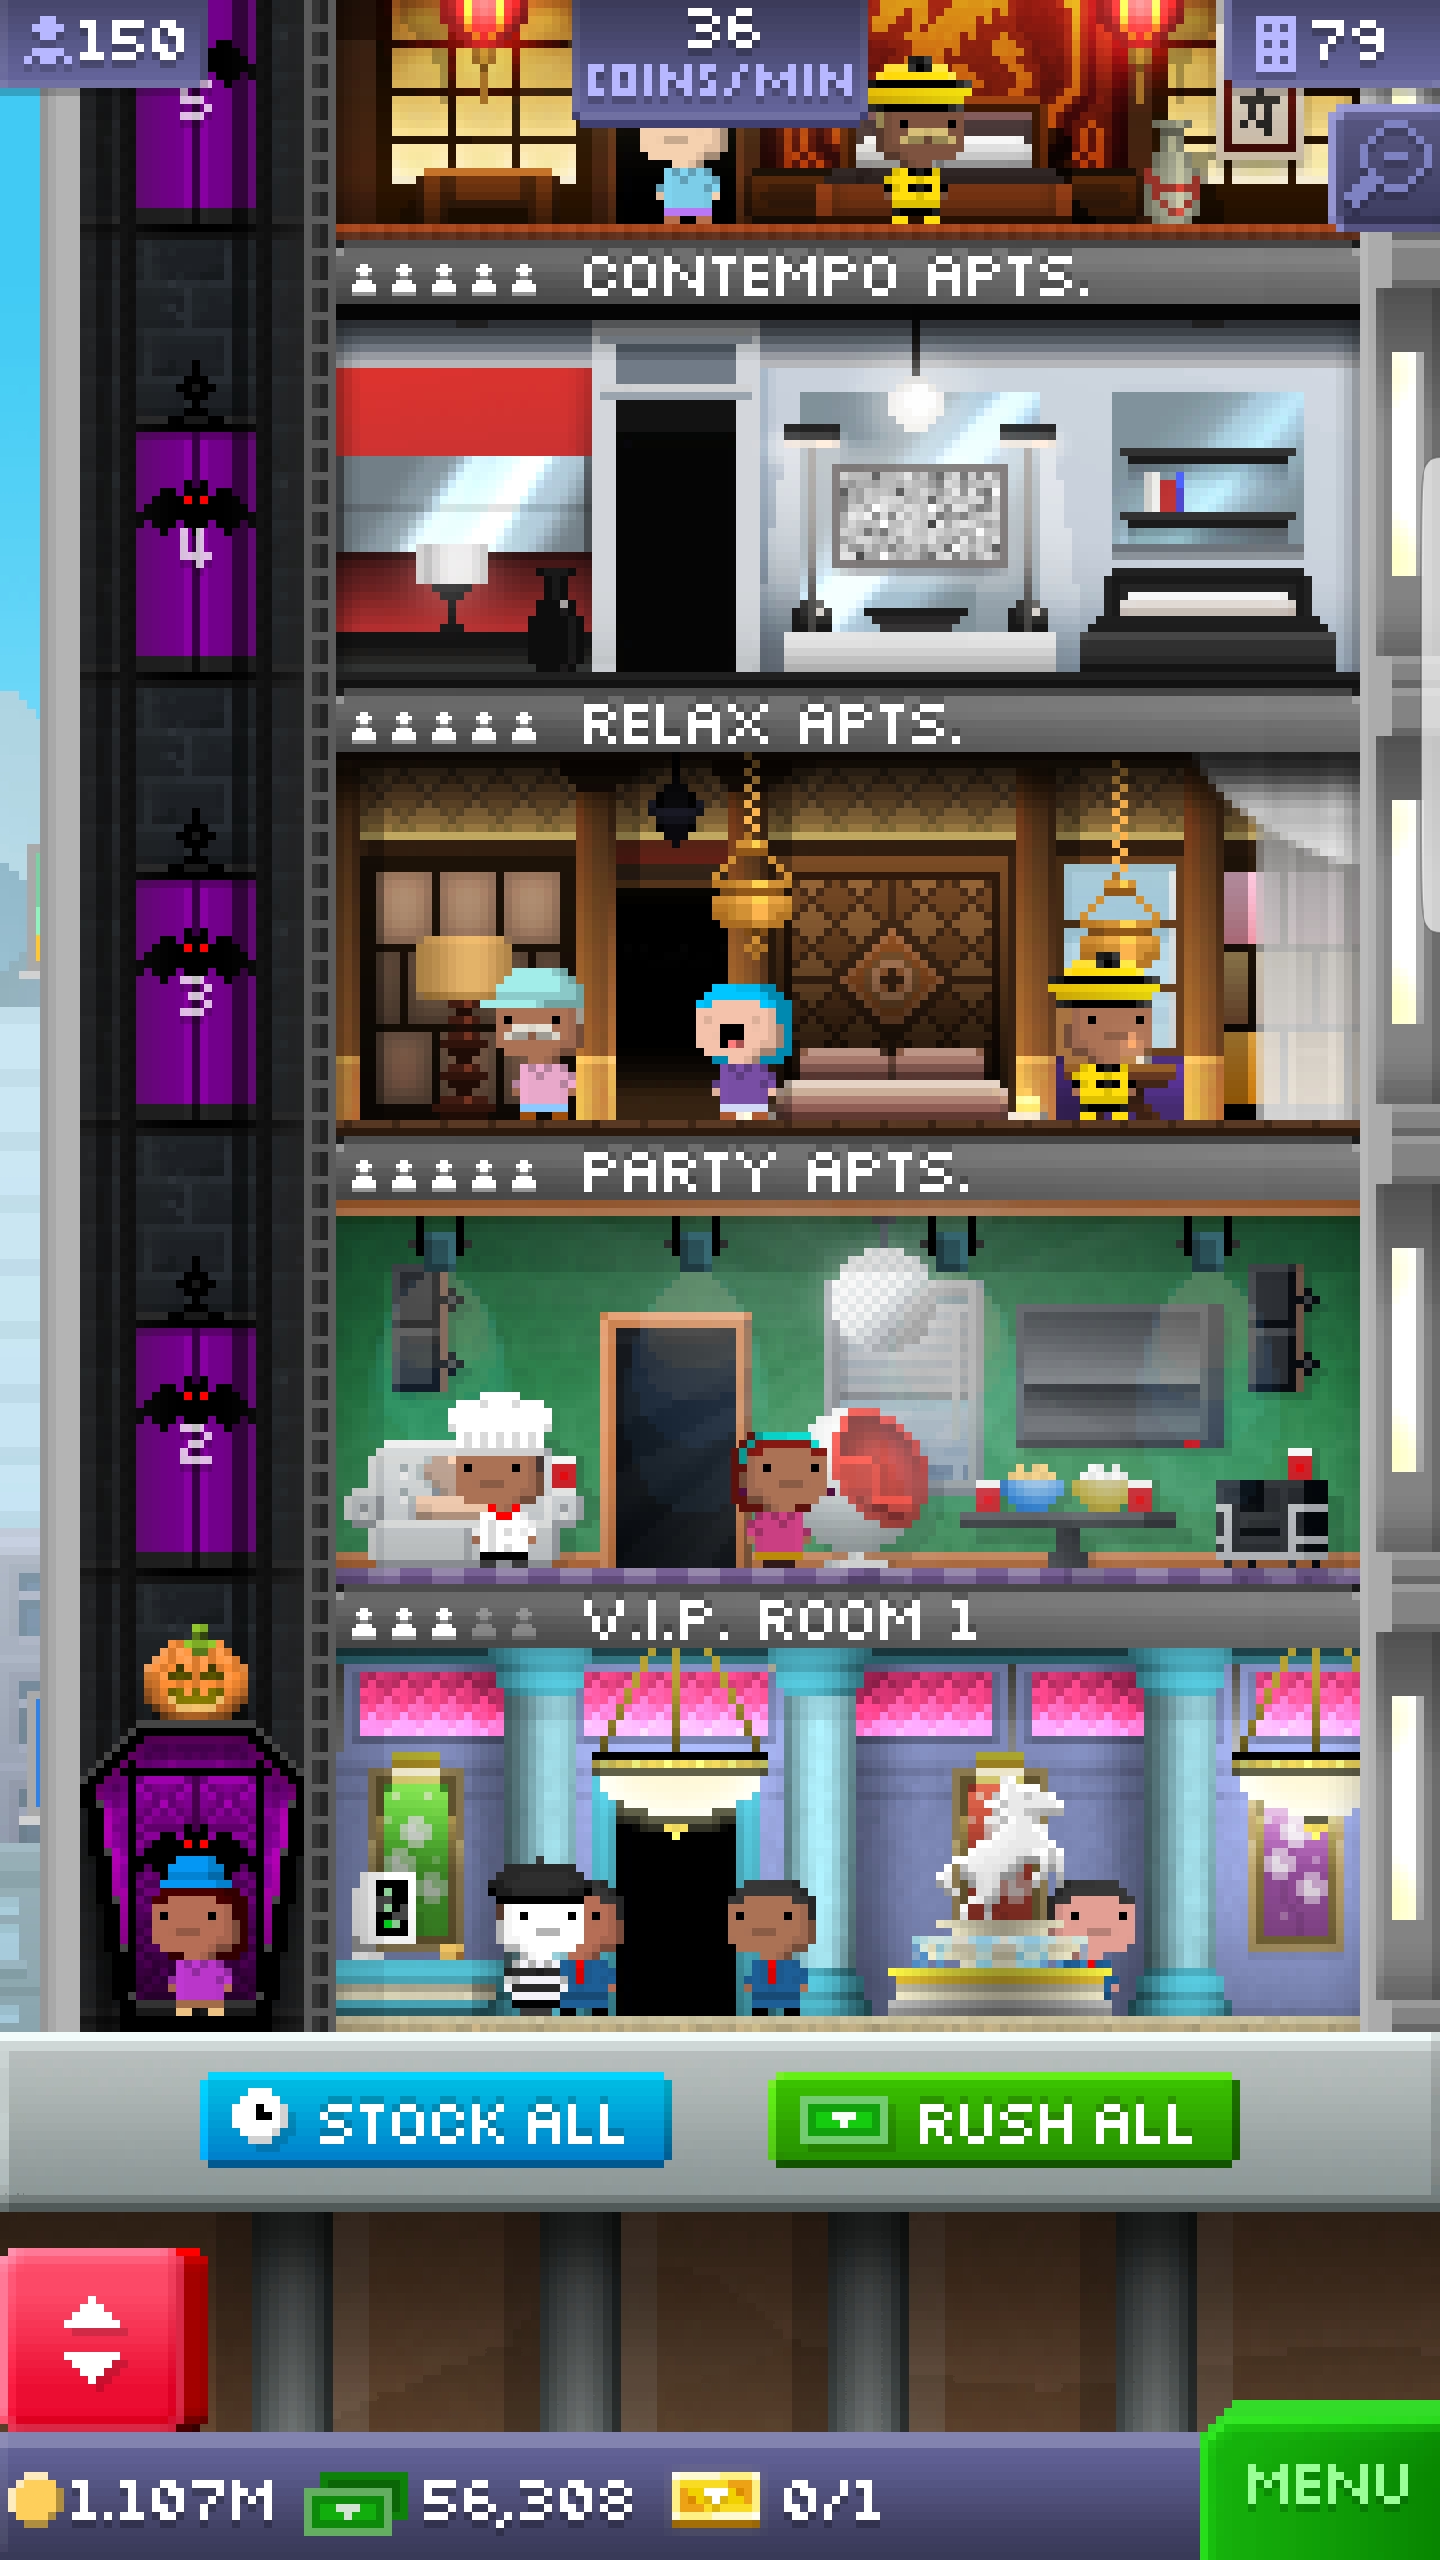 150
36
COINS/MIN
79
5
CONTEMPO APTS.
4
RELAX APTS.
3
PARTY APTS.
2
V.I.P. ROOM 1
STOCK ALL
RUSH ALL
1.107M 56,308 0/1
MENU